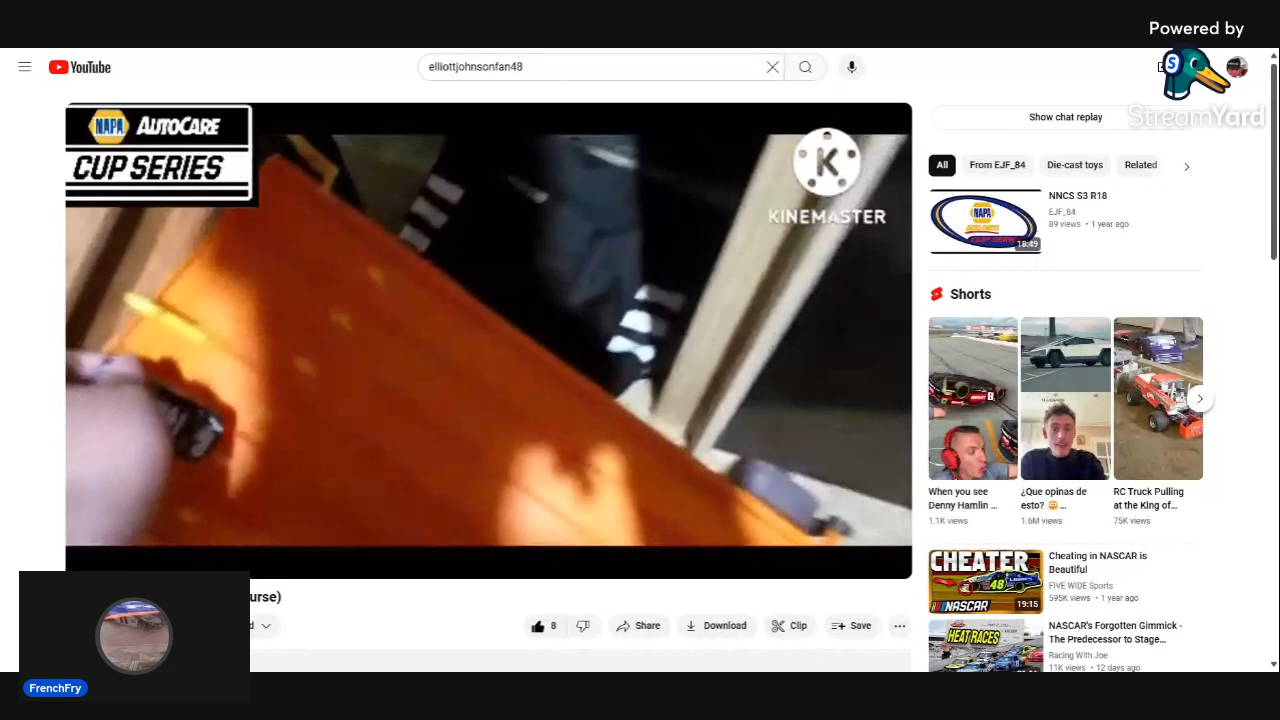 Powered by
StreamYard
YouTube
elliottjohnsonfan48
NAPA AUTOCARE
CUP SERIES
K
KINEMASTER
Show chat replay
All
From EJF_84
Die-cast toys
Related
NAPA
AUTO PARTS
CUP SERIES
18:49
NNCS S3 R18
EJF_84
89 views • 1 year ago
Shorts
When you see
Denny Hamlin ...
1.1K views
¿Que opinas de
esto? 😳 ...
1.6M views
RC Truck Pulling
at the King of...
75K views
CHEATER
48
NASCAR
19:15
Cheating in NASCAR is
Beautiful
FIVE WIDE Sports
595K views • 1 year ago
HEAT RACES
NASCAR's Forgotten Gimmick -
The Predecessor to Stage...
Racing With Joe
11K views • 12 days ago
urse)
d
8
Share
Download
Clip
Save
FrenchFry